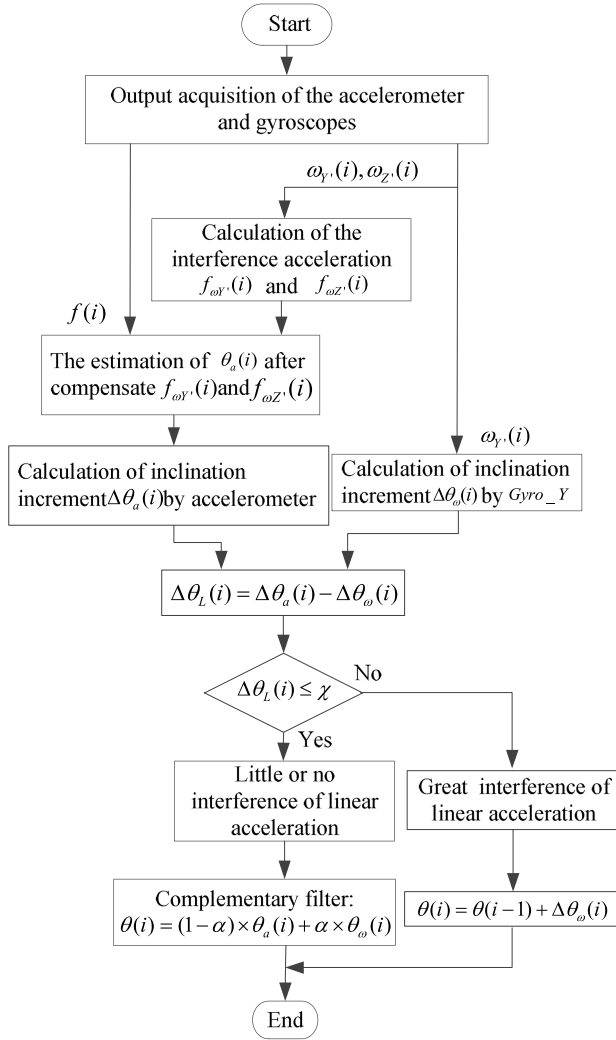 Start
Output acquisition of the accelerometer
and gyroscopes
ω_Y'(i), ω_Z'(i)
Calculation of the
interference acceleration
f_ωY'(i) and f_ωZ'(i)
f(i)
The estimation of θ_a(i) after
compensate f_ωY'(i) and f_ωZ'(i)
ω_Y'(i)
Calculation of inclination
increment Δθ_a(i) by accelerometer
Calculation of inclination
increment Δθ_ω(i) by Gyro_Y
Δθ_L(i) = Δθ_a(i) − Δθ_ω(i)
Δθ_L(i) ≤ χ
No
Yes
Little or no
interference of linear
acceleration
Great interference of
linear acceleration
Complementary filter:
θ(i) = (1−α)×θ_a(i) + α×θ_ω(i)
θ(i) = θ(i−1) + Δθ_ω(i)
End